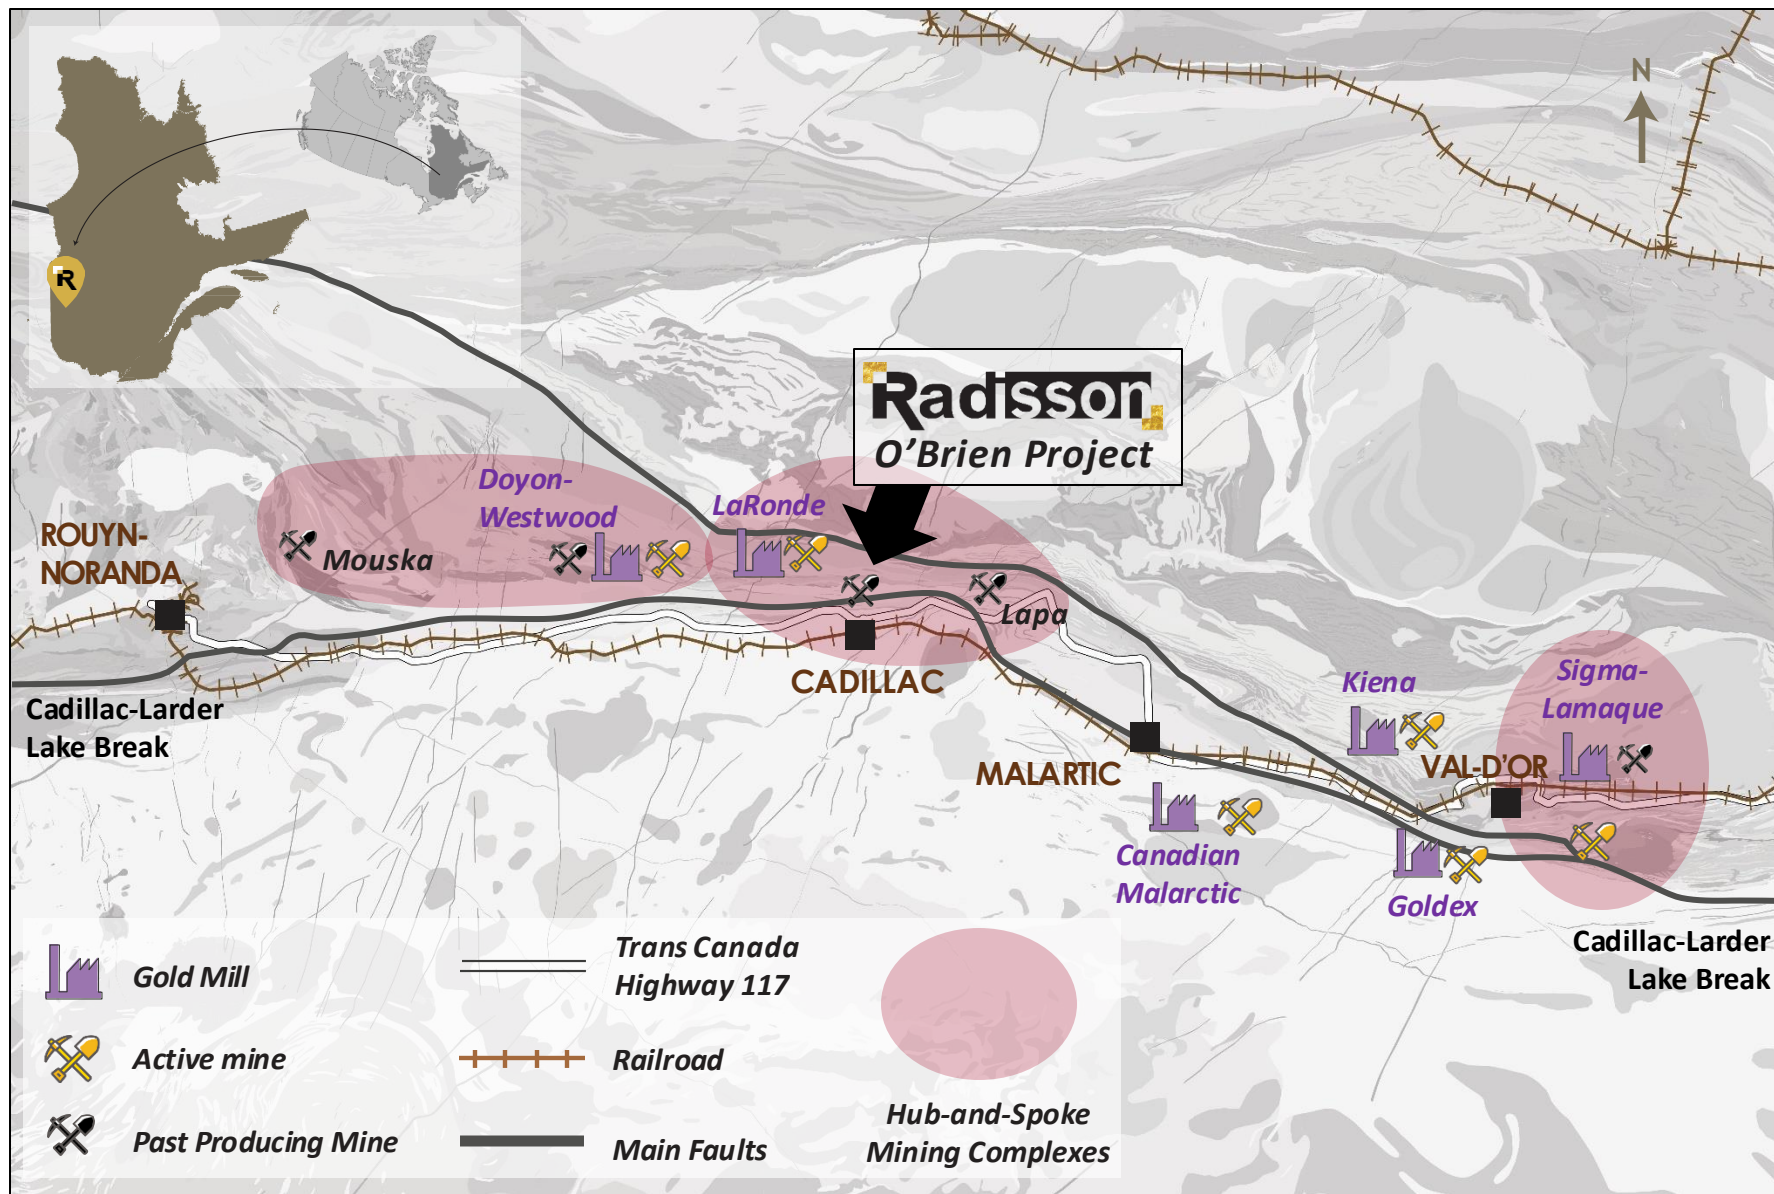 N
R
Radisson
O'Brien Project
Doyon-
Westwood
LaRonde
ROUYN-
NORANDA
Mouska
Lapa
CADILLAC
Cadillac-Larder
Lake Break
Kiena
Sigma-
Lamaque
MALARTIC
VAL-D'OR
Canadian
Malarctic
Goldex
Cadillac-Larder
Lake Break
Gold Mill
Active mine
Past Producing Mine
Trans Canada
Highway 117
Railroad
Main Faults
Hub-and-Spoke
Mining Complexes